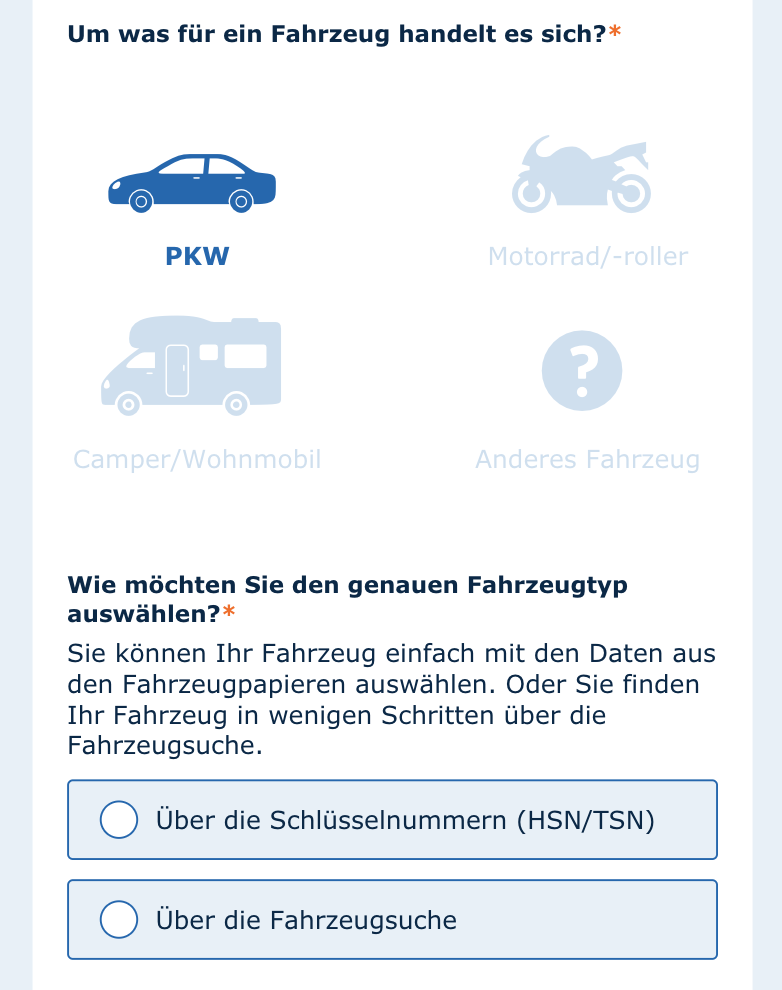 Um was für ein Fahrzeug handelt es sich?*
PKW
Motorrad/-roller
?
Camper/Wohnmobil
Anderes Fahrzeug
Wie möchten Sie den genauen Fahrzeugtyp
auswählen?*
Sie können Ihr Fahrzeug einfach mit den Daten aus
den Fahrzeugpapieren auswählen. Oder Sie finden
Ihr Fahrzeug in wenigen Schritten über die
Fahrzeugsuche.
Über die Schlüsselnummern (HSN/TSN)
Über die Fahrzeugsuche